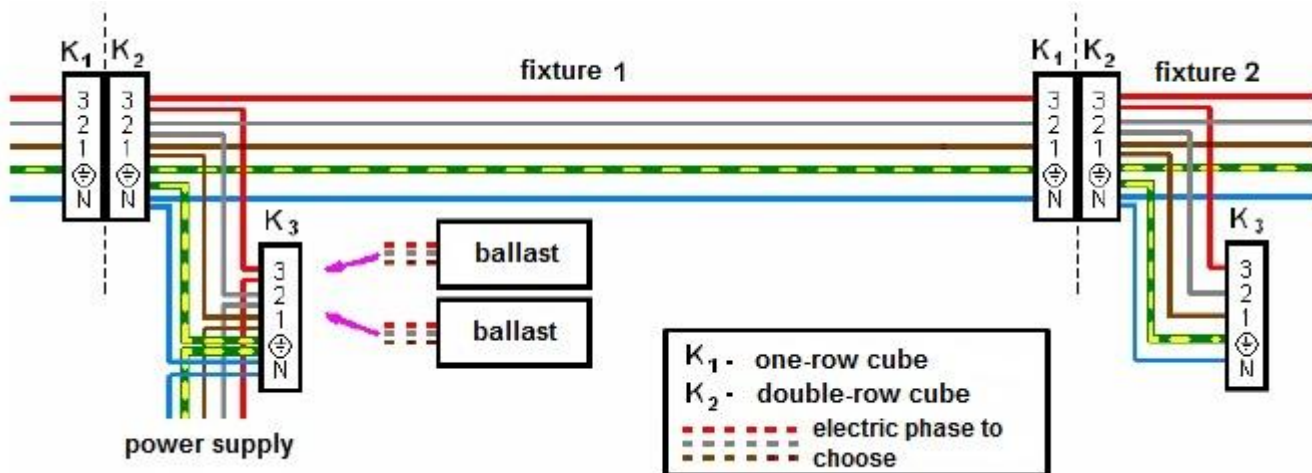 K1 K2
fixture 1
K1 K2
fixture 2
3 3
2 2
1 1
N N
3 3
2 2
1 1
N N
K3
3
2
1
N
ballast
ballast
K3
3
2
1
N
power supply
K1 - one-row cube
K2 - double-row cube
electric phase to
choose